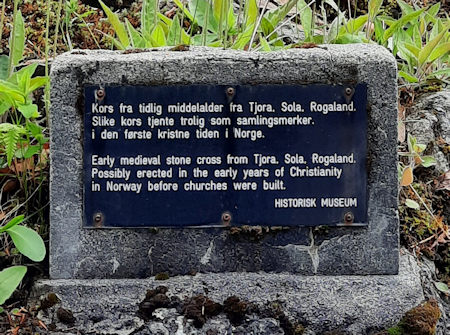 Kors fra tidlig middelalder fra Tjora. Sola. Rogaland.
Slike kors tjente trolig som samlingsmerker.
i den første kristne tiden i Norge.
Early medieval stone cross from Tjora. Sola. Rogaland.
Possibly erected in the early years of Christianity
in Norway before churches were built.
HISTORISK MUSEUM